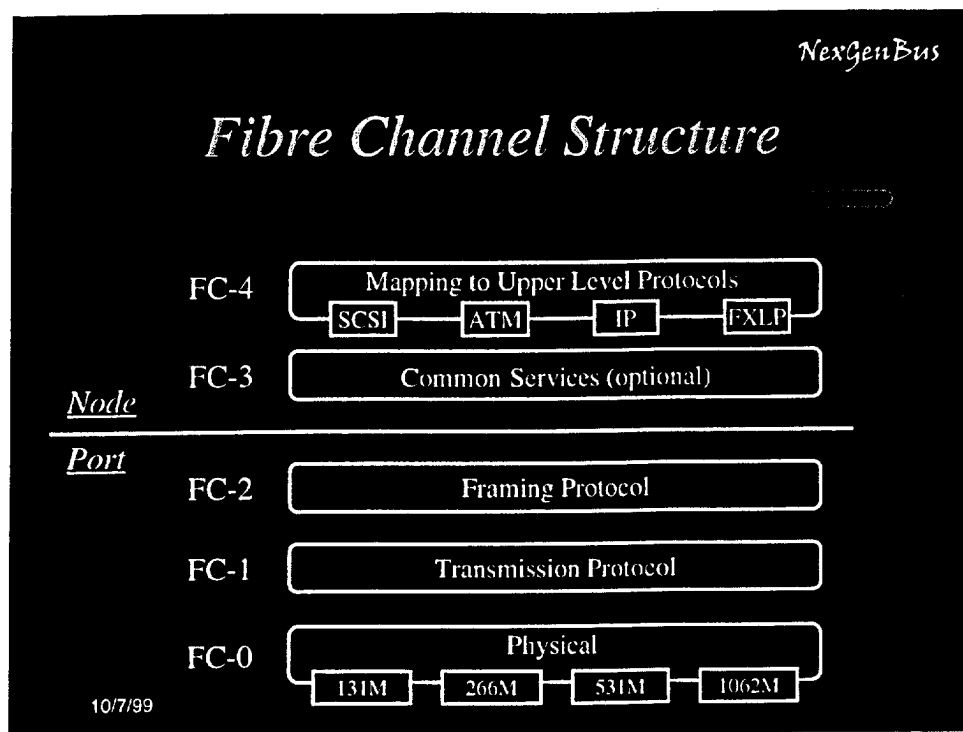 NexGenBus
Fibre Channel Structure
FC-4 Mapping to Upper Level Protocols
SCSI ATM IP FXLP
FC-3 Common Services (optional)
Node
Port
FC-2 Framing Protocol
FC-1 Transmission Protocol
FC-0 Physical
131M 266M 531M 1062M
10/7/99